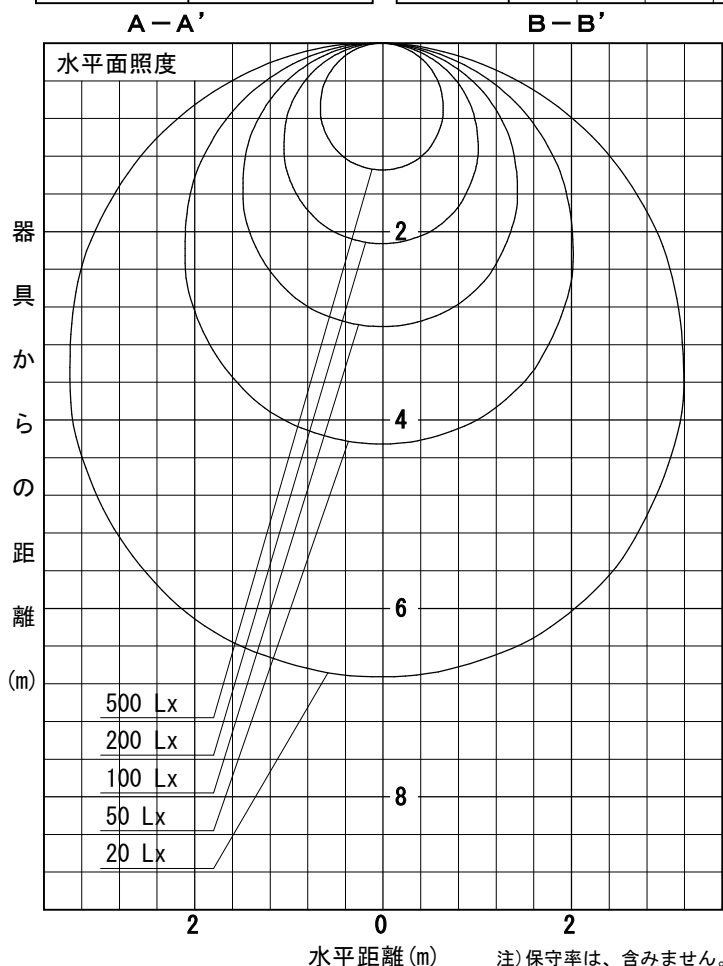 A－A’
B－B’
水平面照度
器具からの距離(m)
2
4
6
8
500 Lx
200 Lx
100 Lx
50 Lx
20 Lx
2
0
2
水平距離(m)
注)保守率は、含みません。